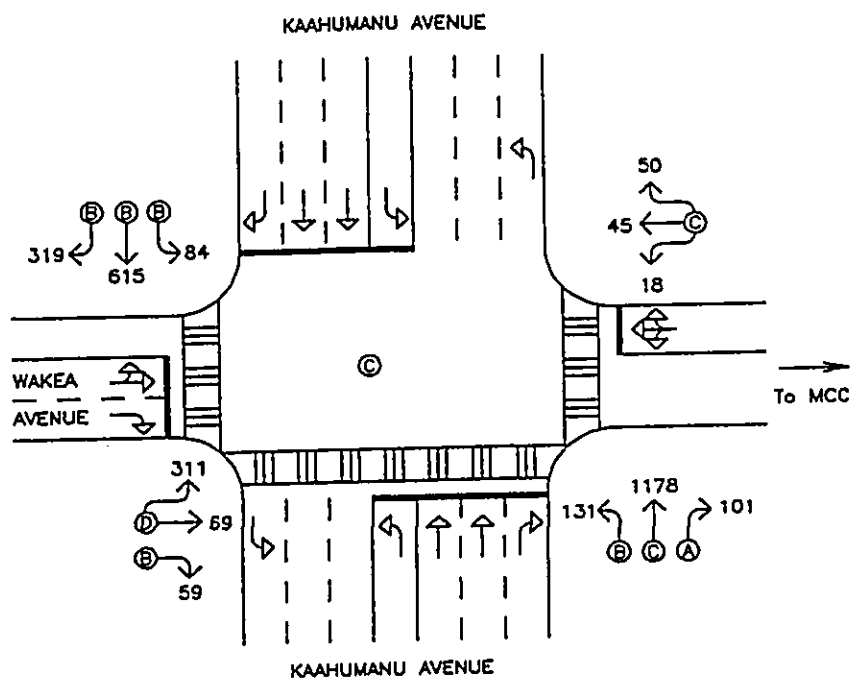 KAAHUMANU AVENUE
50
B B B
C
45
319
84
615
18
C
WAKEA
AVENUE
To MCC
311
1178
131
101
D
69
B C A
B
59
KAAHUMANU AVENUE